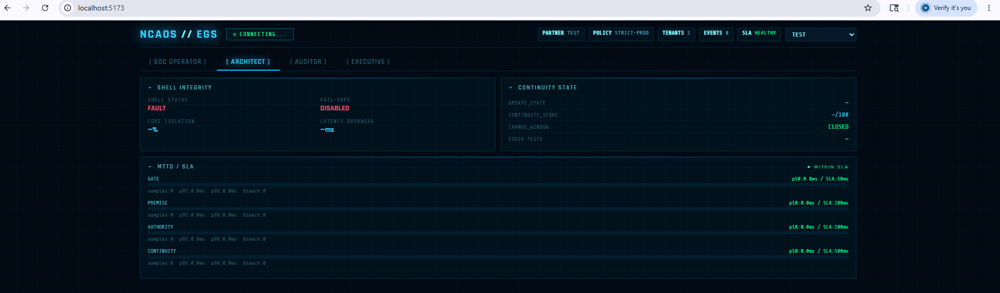 localhost:5173
Verify it's you
NCAOS // EGS
CONNECTING...
PARTNER TEST
POLICY STRICT-PROD
TENANTS 2
EVENTS 0
SLA HEALTHY
TEST
[ SOC OPERATOR ]
[ ARCHITECT ]
[ AUDITOR ]
[ EXECUTIVE ]
SHELL INTEGRITY
SHELL STATUS
FAULT
FAIL-SAFE
DISABLED
CORE ISOLATION
—%
LATENCY OVERHEAD
—ms
CONTINUITY STATE
UPDATE_STATE —
CONTINUITY_SCORE —/100
CHANGE_WINDOW CLOSED
EQUIV TESTS —
MTTD / SLA
● WITHIN SLA
GATE p50:0.0ms / SLA:50ms
samples:0 p95:0.0ms p99:0.0ms breach:0
PREMISE p50:0.0ms / SLA:200ms
samples:0 p95:0.0ms p99:0.0ms breach:0
AUTHORITY p50:0.0ms / SLA:100ms
samples:0 p95:0.0ms p99:0.0ms breach:0
CONTINUITY p50:0.0ms / SLA:500ms
samples:0 p95:0.0ms p99:0.0ms breach:0